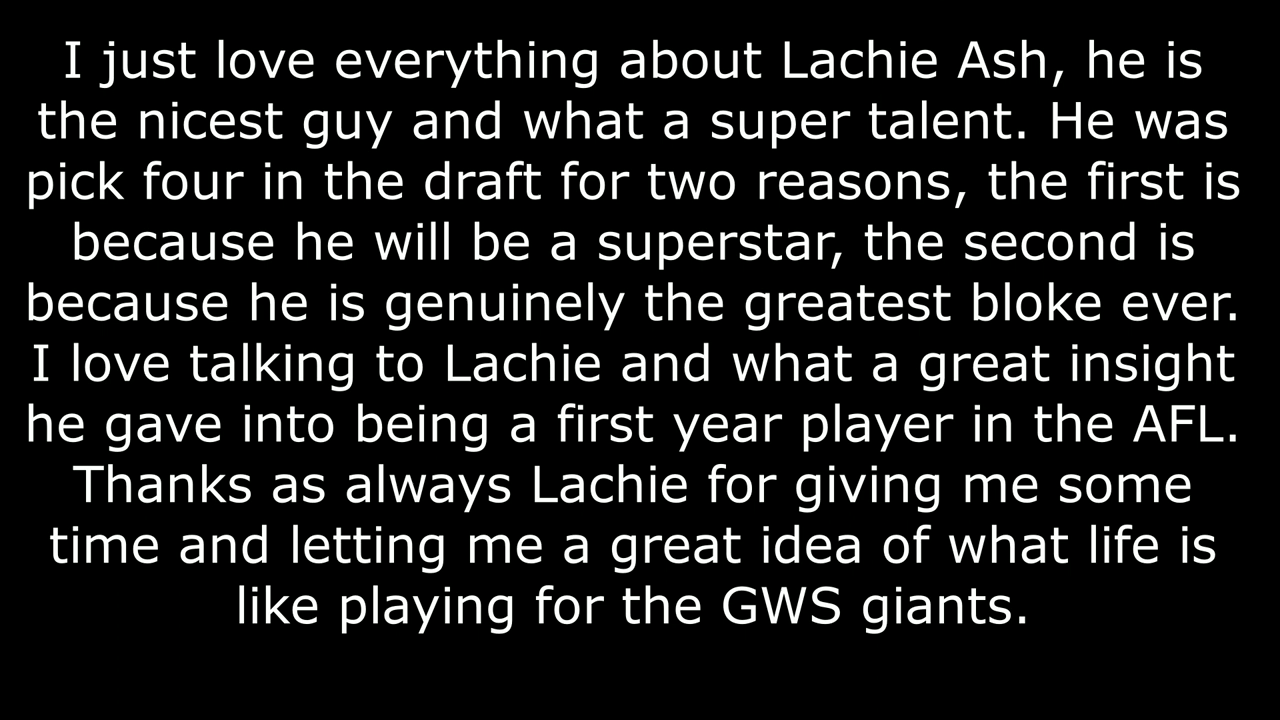 I just love everything about Lachie Ash, he is
the nicest guy and what a super talent. He was
pick four in the draft for two reasons, the first is
because he will be a superstar, the second is
because he is genuinely the greatest bloke ever.
I love talking to Lachie and what a great insight
he gave into being a first year player in the AFL.
Thanks as always Lachie for giving me some
time and letting me a great idea of what life is
like playing for the GWS giants.